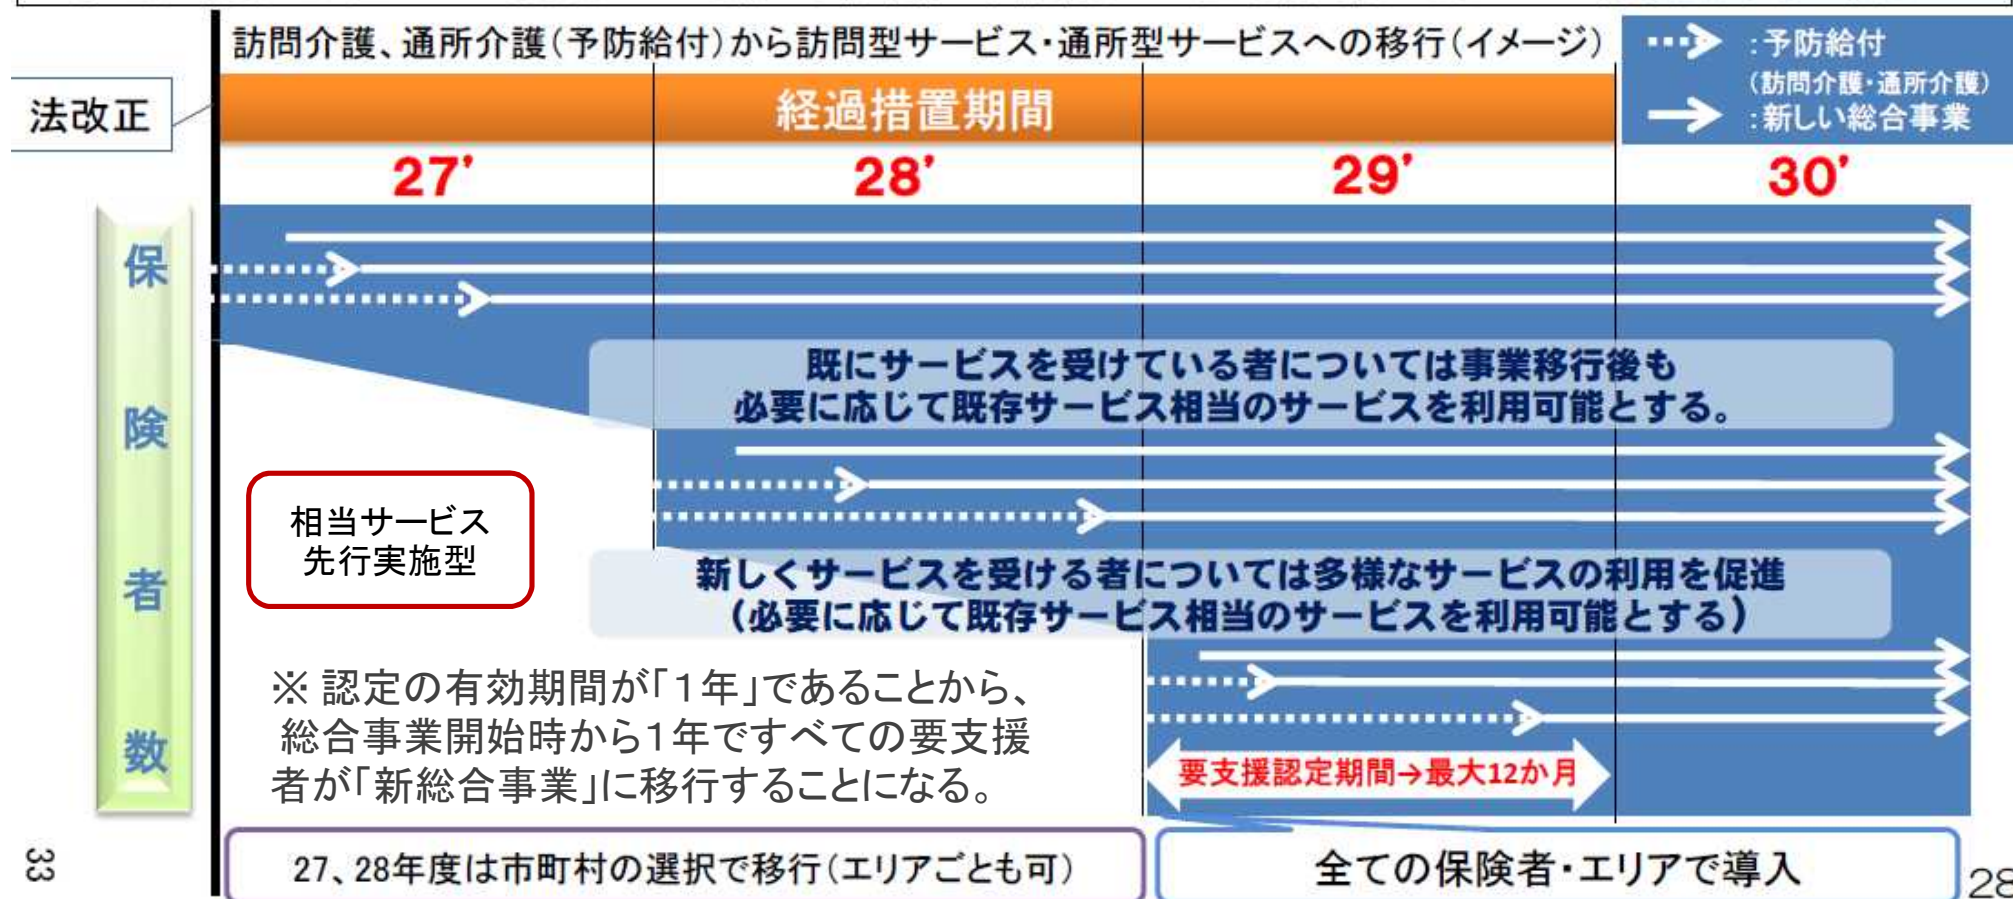 訪問介護、通所介護(予防給付)から訪問型サービス・通所型サービスへの移行(イメージ)
:予防給付
(訪問介護・通所介護)
:新しい総合事業
法改正
経過措置期間
27'
28'
29'
30'
保
険
者
数
既にサービスを受けている者については事業移行後も
必要に応じて既存サービス相当のサービスを利用可能とする。
相当サービス
先行実施型
新しくサービスを受ける者については多様なサービスの利用を促進
(必要に応じて既存サービス相当のサービスを利用可能とする)
※ 認定の有効期間が「1年」であることから、
総合事業開始時から1年ですべての要支援
者が「新総合事業」に移行することになる。
要支援認定期間→最大12か月
27、28年度は市町村の選択で移行(エリアごとも可)
全ての保険者・エリアで導入
33
28